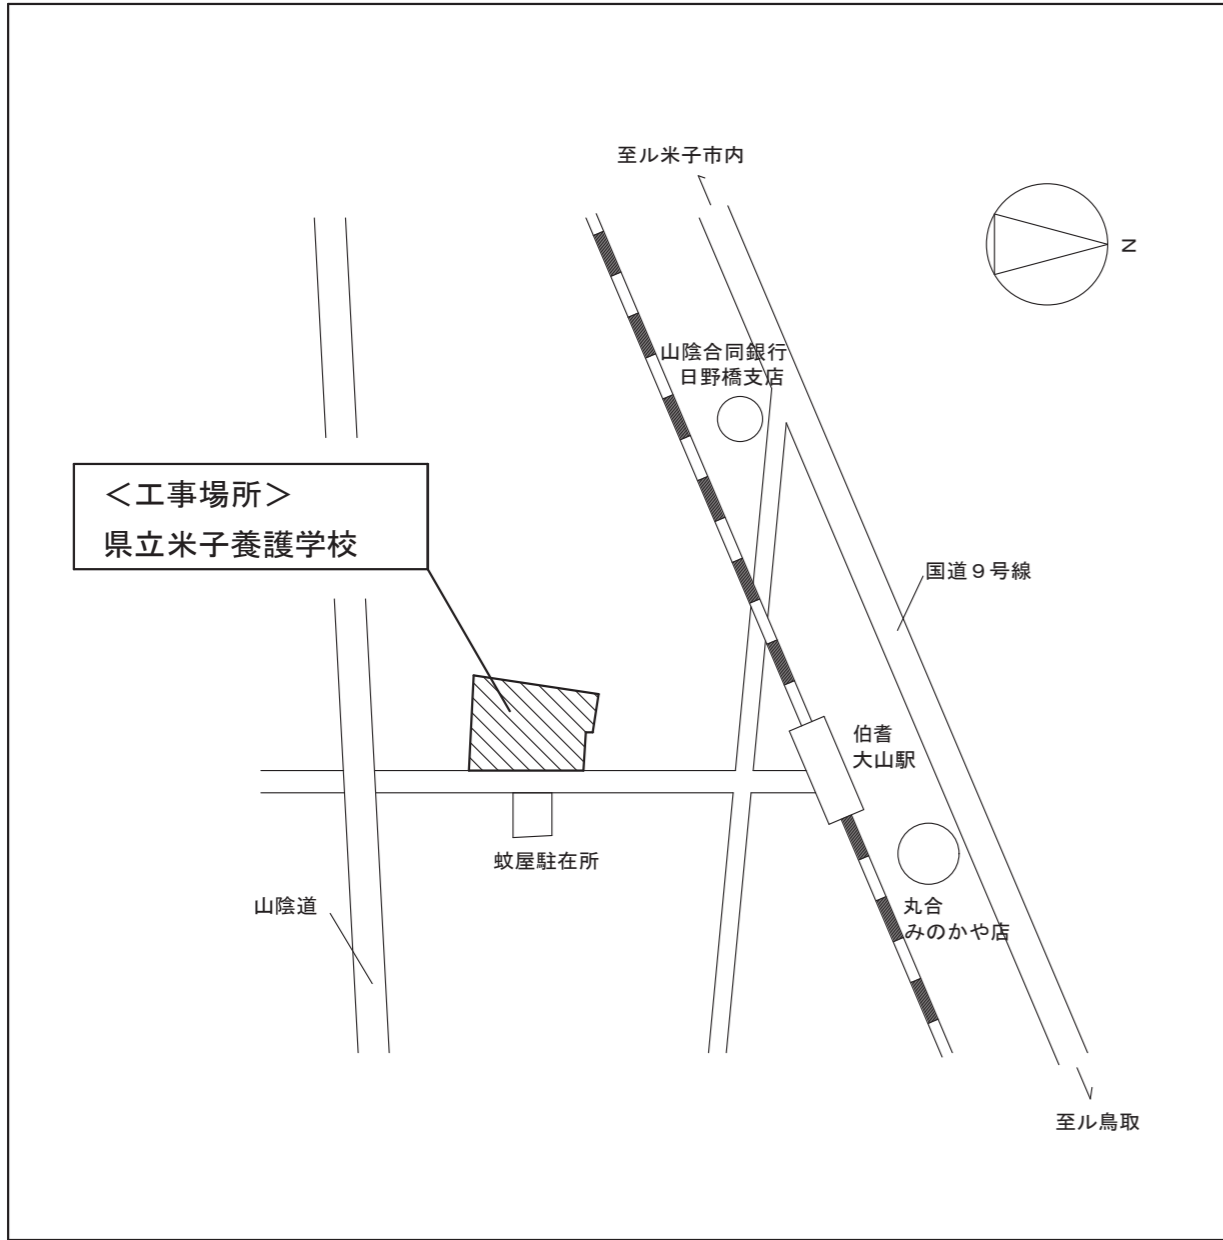 至ル米子市内
N
山陰合同銀行
日野橋支店
＜工事場所＞
県立米子養護学校
国道９号線
伯耆
大山駅
蚊屋駐在所
山陰道
丸合
みのかや店
至ル鳥取